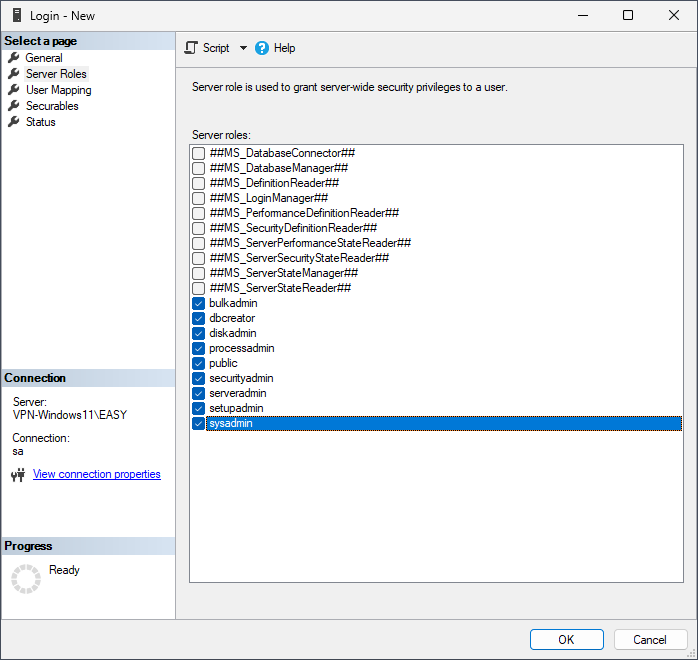 Login - New
Select a page
General
Server Roles
User Mapping
Securables
Status
Script
Help
Server role is used to grant server-wide security privileges to a user.
Server roles:
##MS_DatabaseConnector##
##MS_DatabaseManager##
##MS_DefinitionReader##
##MS_LoginManager##
##MS_PerformanceDefinitionReader##
##MS_SecurityDefinitionReader##
##MS_ServerPerformanceStateReader##
##MS_ServerSecurityStateReader##
##MS_ServerStateManager##
##MS_ServerStateReader##
bulkadmin
dbcreator
diskadmin
processadmin
public
securityadmin
serveradmin
setupadmin
sysadmin
Connection
Server:
VPN-Windows11\EASY
Connection:
sa
View connection properties
Progress
Ready
OK
Cancel